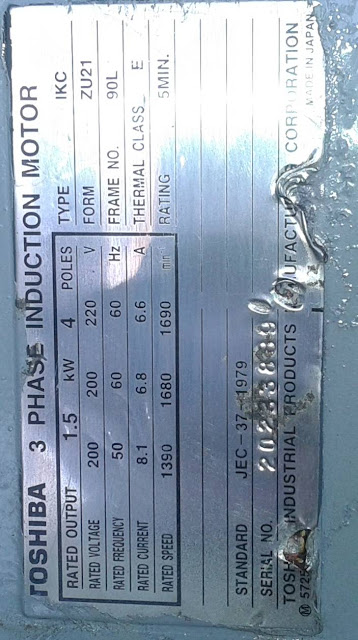 TOSHIBA 3 PHASE INDUCTION MOTOR
RATED OUTPUT 1.5 kW 4 POLES TYPE IKC
RATED VOLTAGE 200 200 220 V FORM ZU21
RATED FREQUENCY 50 60 60 Hz FRAME NO. 90L
RATED CURRENT 8.1 6.8 6.6 A THERMAL CLASS E
RATED SPEED 1390 1680 1690 RATING 5MIN.
STANDARD JEC-37-1979
SERIAL NO.
INDUSTRIAL PRODUCTS CORPORATION
MADE IN JAPAN